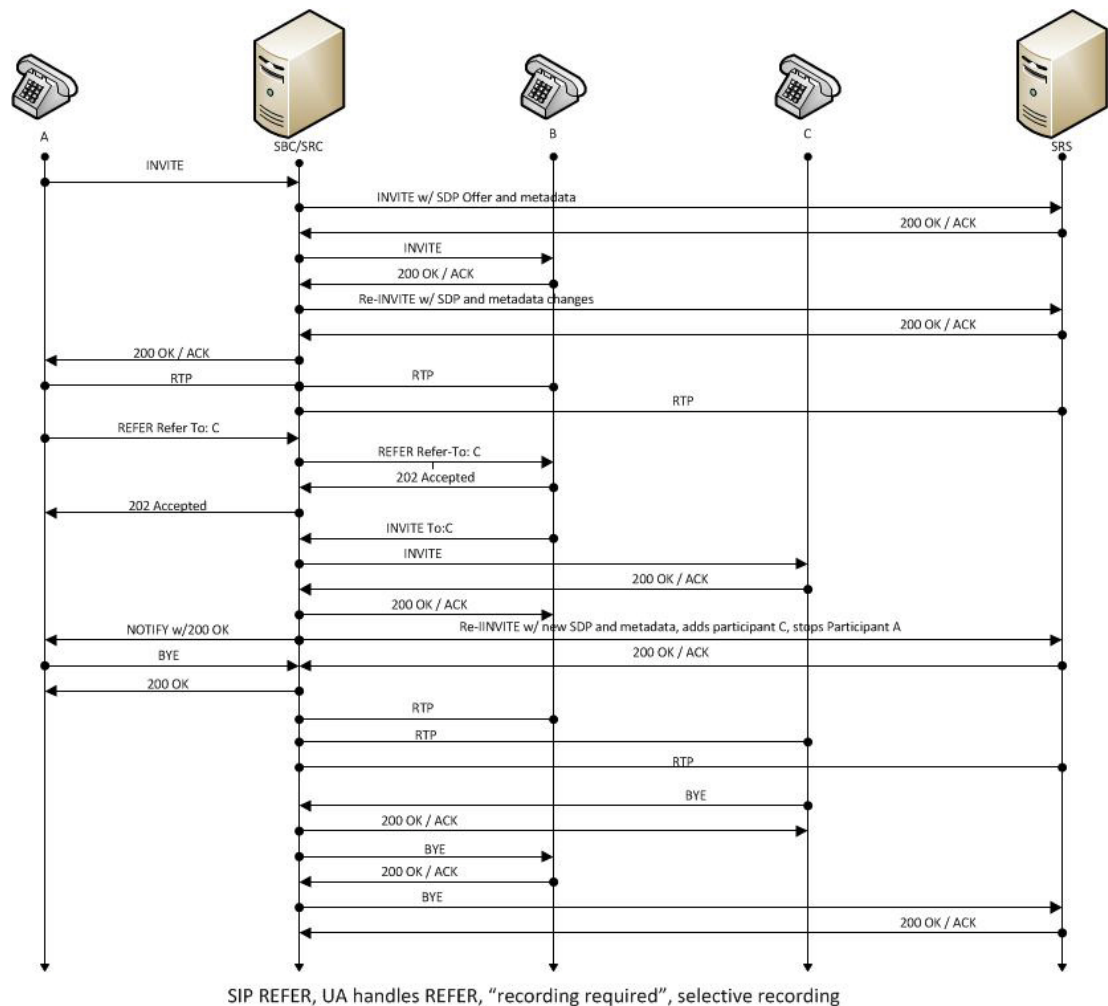 A
SBC/SRC
B
C
SRS
INVITE
INVITE w/ SDP Offer and metadata
200 OK / ACK
INVITE
200 OK / ACK
Re-INVITE w/ SDP and metadata changes
200 OK / ACK
200 OK / ACK
RTP
RTP
RTP
REFER Refer To: C
REFER Refer-To: C
202 Accepted
202 Accepted
INVITE To:C
INVITE
200 OK / ACK
200 OK / ACK
NOTIFY w/200 OK
Re-IINVITE w/ new SDP and metadata, adds participant C, stops Participant A
BYE
200 OK / ACK
200 OK
RTP
RTP
RTP
BYE
200 OK / ACK
BYE
200 OK / ACK
BYE
200 OK / ACK
SIP REFER, UA handles REFER, “recording required”, selective recording